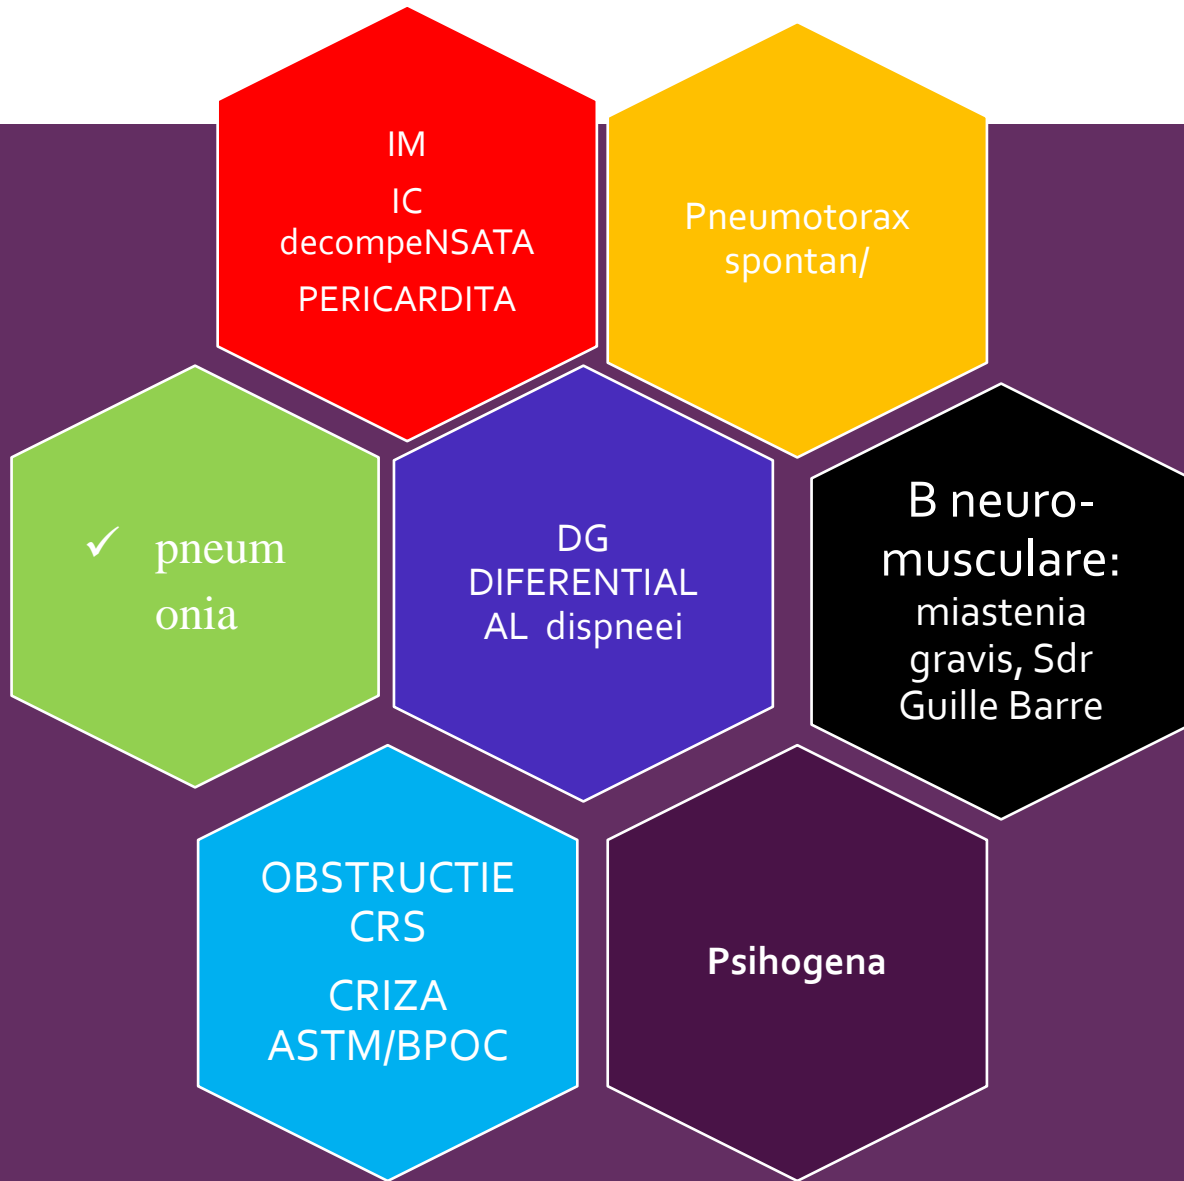 IM
IC
decompeNSATA
PERICARDITA
Pneumotorax
spontan/
✓ pneum
onia
DG
DIFERENTIAL
AL dispneei
B neuro-
musculare:
miastenia
gravis, Sdr
Guille Barre
OBSTRUCTIE
CRS
CRIZA
ASTM/BPOC
Psihogena